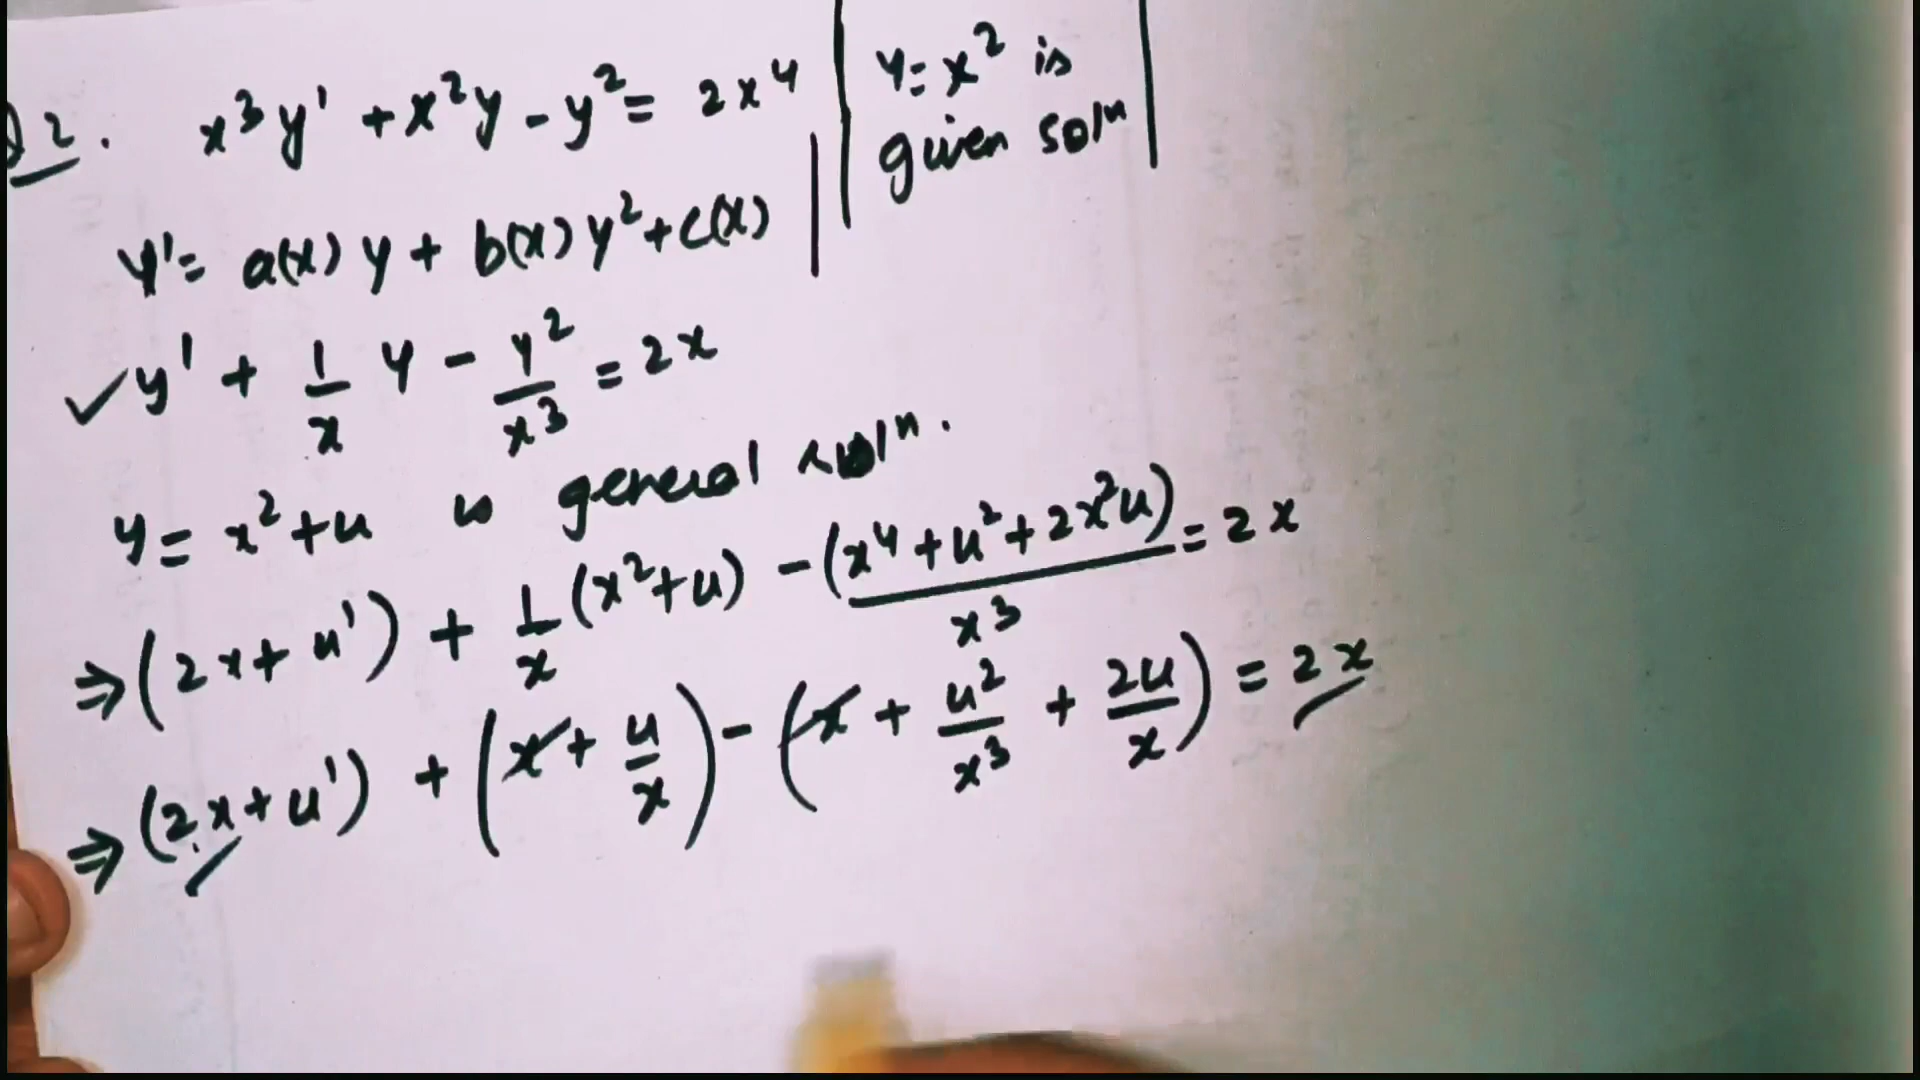 Q2. x³y' + x²y - y² = 2x⁴
y = x² is
given solⁿ
y' = a(x) y + b(x) y² + c(x)
✓ y' + 1/x y - y²/x³ = 2x
y = x² + u is general solⁿ.
⇒ (2x + u') + 1/x (x² + u) - (x⁴ + u² + 2x²u)/x³ = 2x
⇒ (2x + u') + (x + u/x) - (x + u²/x³ + 2u/x) = 2x